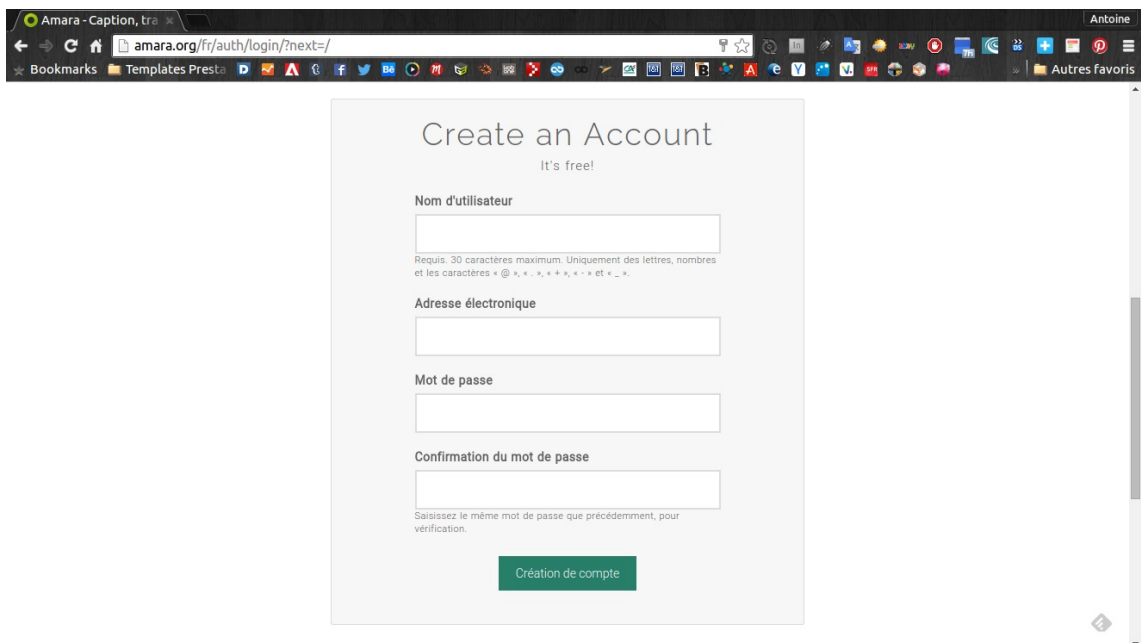 Amara - Caption, tra
Antoine
amara.org/fr/auth/login/?next=/
Bookmarks
Templates Presta
Autres favoris
Create an Account
It's free!
Nom d'utilisateur
Requis. 30 caractères maximum. Uniquement des lettres, nombres
et les caractères « @ », « . », « + », « - » et « _ ».
Adresse électronique
Mot de passe
Confirmation du mot de passe
Saisissez le même mot de passe que précédemment, pour
vérification.
Création de compte